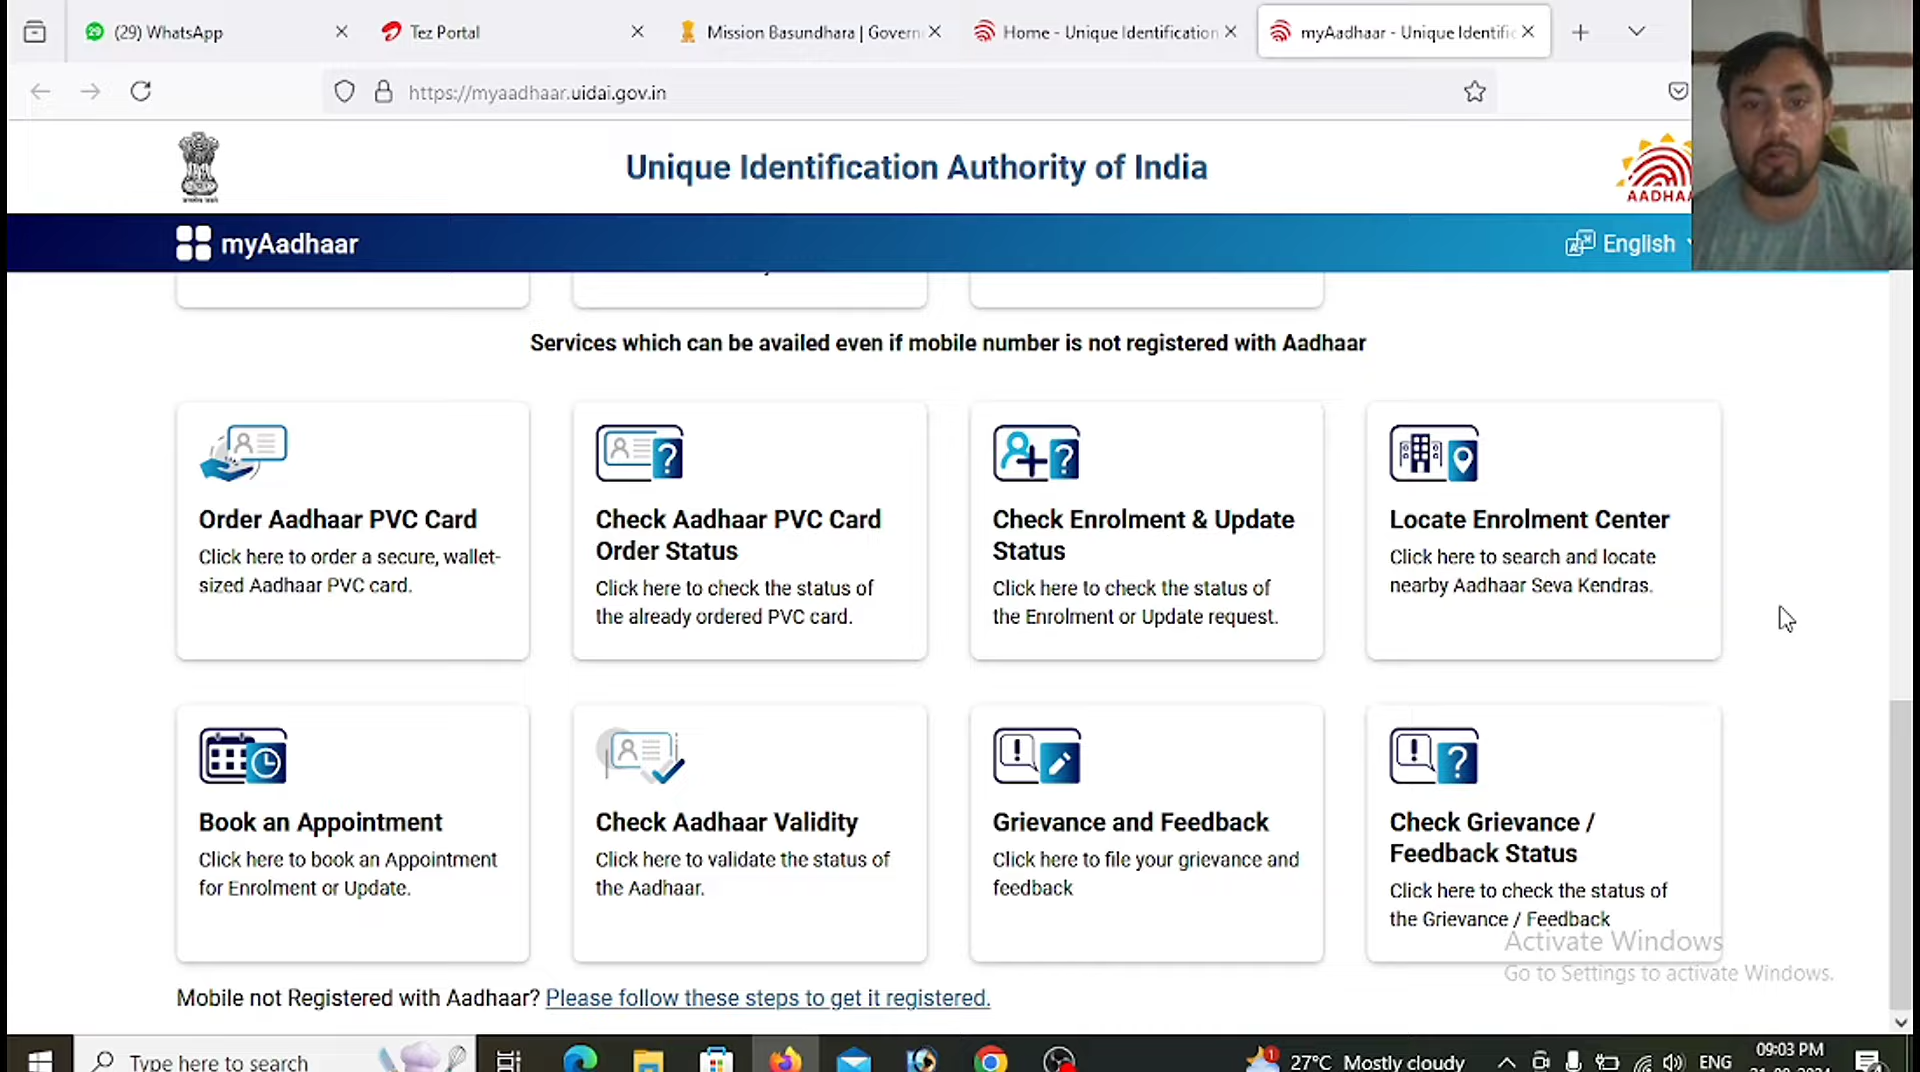 (29) WhatsApp
Tez Portal
Mission Basundhara | Govern
Home - Unique Identification
myAadhaar - Unique Identific
https://myaadhaar.uidai.gov.in
Unique Identification Authority of India
AADHAA
myAadhaar
English
Services which can be availed even if mobile number is not registered with Aadhaar
Order Aadhaar PVC Card
Click here to order a secure, wallet-
sized Aadhaar PVC card.
Check Aadhaar PVC Card
Order Status
Click here to check the status of
the already ordered PVC card.
Check Enrolment & Update
Status
Click here to check the status of
the Enrolment or Update request.
Locate Enrolment Center
Click here to search and locate
nearby Aadhaar Seva Kendras.
Book an Appointment
Click here to book an Appointment
for Enrolment or Update.
Check Aadhaar Validity
Click here to validate the status of
the Aadhaar.
Grievance and Feedback
Click here to file your grievance and
feedback
Check Grievance /
Feedback Status
Click here to check the status of
the Grievance / Feedback
Activate Windows
Go to Settings to activate Windows.
Mobile not Registered with Aadhaar? Please follow these steps to get it registered.
Type here to search
27°C Mostly cloudy
ENG
09:03 PM